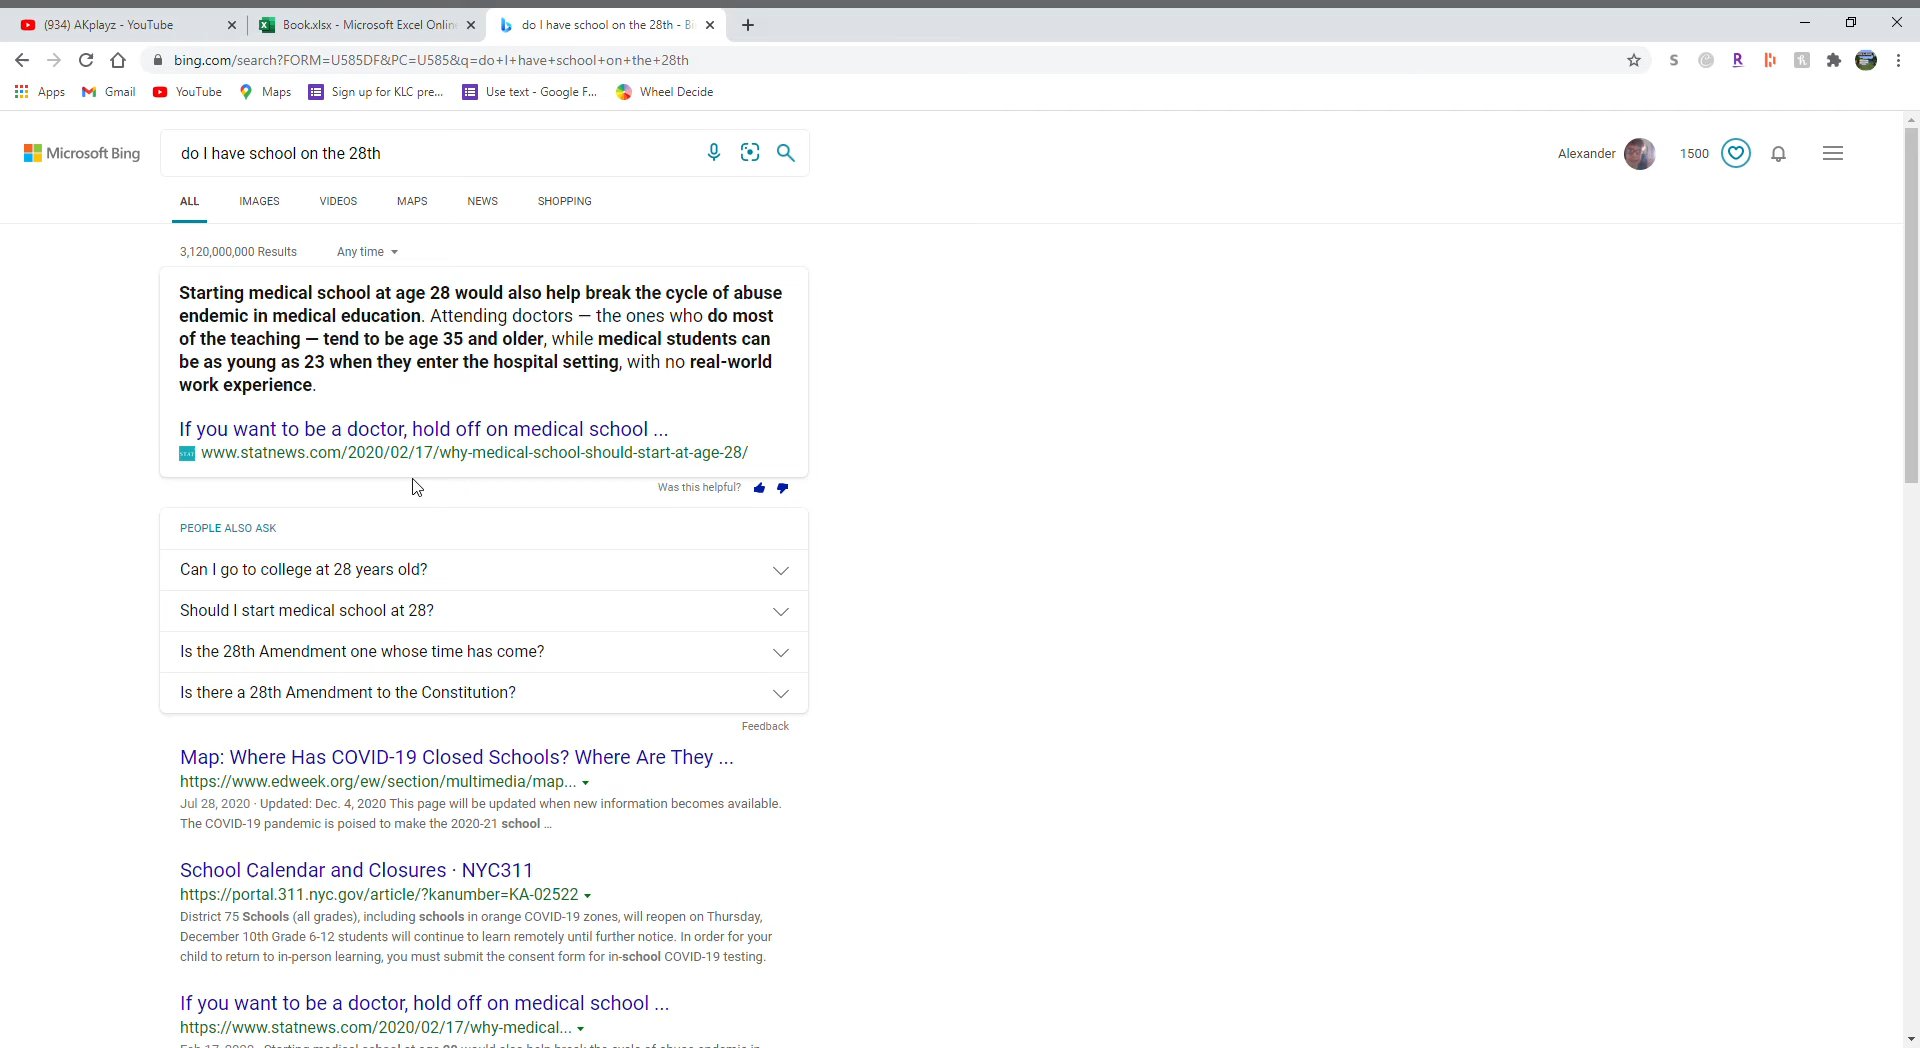 (934) AKplayz - YouTube
Book.xlsx - Microsoft Excel Online
do I have school on the 28th - Bi
bing.com/search?FORM=U585DF&PC=U585&q=do+I+have+school+on+the+28th
S
R
Apps
Gmail
YouTube
Maps
Sign up for KLC pre...
Use text - Google F...
Wheel Decide
Microsoft Bing
do I have school on the 28th
Alexander
1500
ALL
IMAGES
VIDEOS
MAPS
NEWS
SHOPPING
3,120,000,000 Results
Any time
Starting medical school at age 28 would also help break the cycle of abuse
endemic in medical education. Attending doctors — the ones who do most
of the teaching — tend to be age 35 and older, while medical students can
be as young as 23 when they enter the hospital setting, with no real-world
work experience.
If you want to be a doctor, hold off on medical school ...
STAT www.statnews.com/2020/02/17/why-medical-school-should-start-at-age-28/
Was this helpful?
PEOPLE ALSO ASK
Can I go to college at 28 years old?
Should I start medical school at 28?
Is the 28th Amendment one whose time has come?
Is there a 28th Amendment to the Constitution?
Feedback
Map: Where Has COVID-19 Closed Schools? Where Are They ...
https://www.edweek.org/ew/section/multimedia/map...
Jul 28, 2020 · Updated: Dec. 4, 2020 This page will be updated when new information becomes available.
The COVID-19 pandemic is poised to make the 2020-21 school ...
School Calendar and Closures · NYC311
https://portal.311.nyc.gov/article/?kanumber=KA-02522
District 75 Schools (all grades), including schools in orange COVID-19 zones, will reopen on Thursday,
December 10th Grade 6-12 students will continue to learn remotely until further notice. In order for your
child to return to in-person learning, you must submit the consent form for in-school COVID-19 testing.
If you want to be a doctor, hold off on medical school ...
https://www.statnews.com/2020/02/17/why-medical...